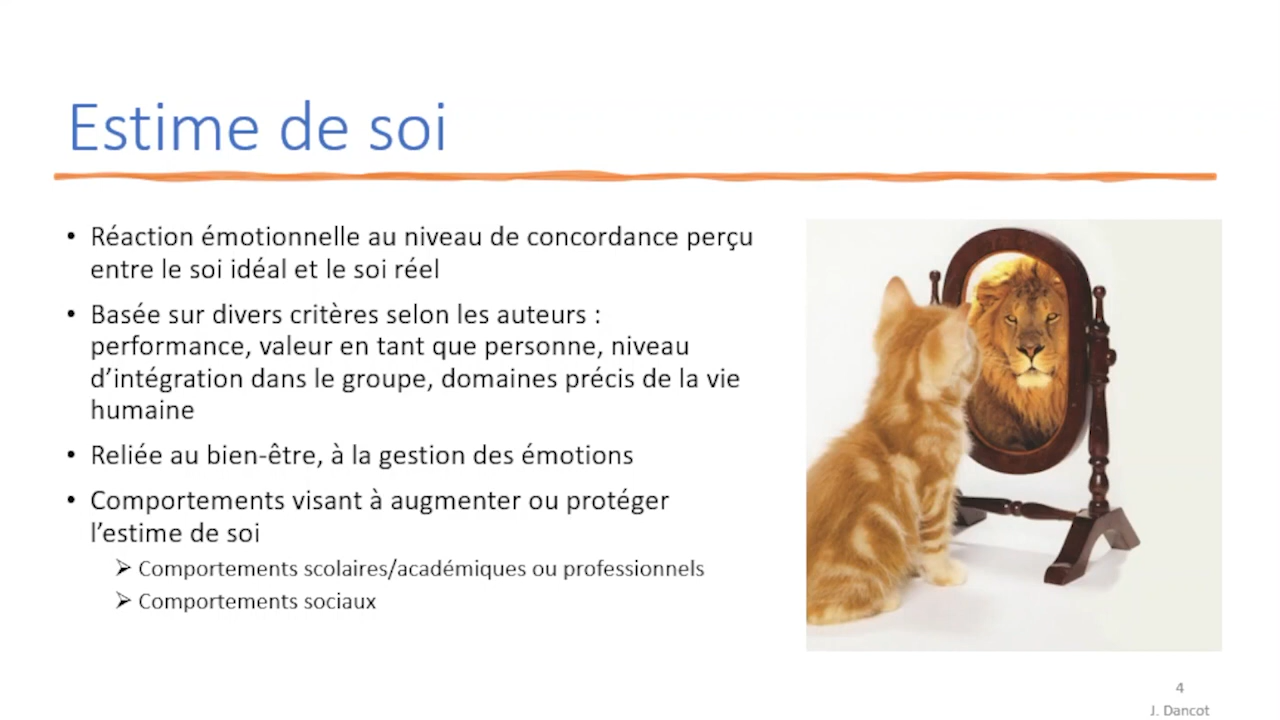 Estime de soi
• Réaction émotionnelle au niveau de concordance perçu
entre le soi idéal et le soi réel
• Basée sur divers critères selon les auteurs :
performance, valeur en tant que personne, niveau
d’intégration dans le groupe, domaines précis de la vie
humaine
• Reliée au bien-être, à la gestion des émotions
• Comportements visant à augmenter ou protéger
l’estime de soi
➢ Comportements scolaires/académiques ou professionnels
➢ Comportements sociaux
4
J. Dancot